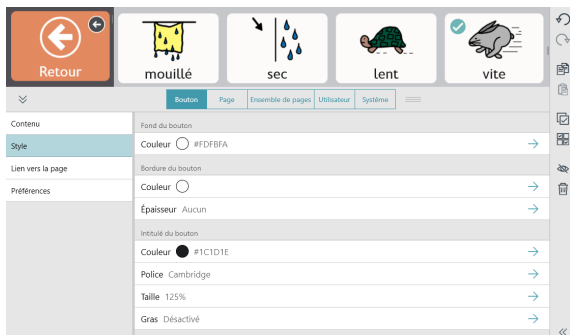 Retour
mouillé
sec
lent
vite
Bouton Page Ensemble de pages Utilisateur Système
Contenu
Style
Lien vers la page
Préférences
Fond du bouton
Couleur #FDFBFA
Bordure du bouton
Couleur
Épaisseur Aucun
Intitulé du bouton
Couleur #1C1D1E
Police Cambridge
Taille 125%
Gras Désactivé